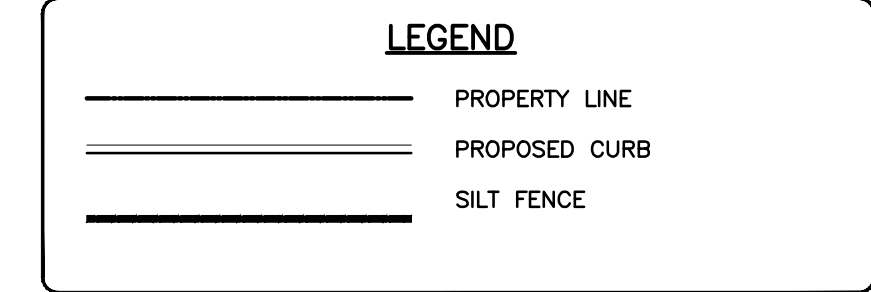 LEGEND
PROPERTY LINE
PROPOSED CURB
SILT FENCE